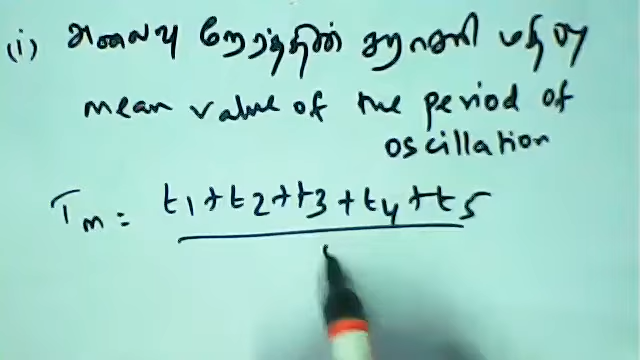 (i) அலைவு நேரத்தின் சராசரி மதிப்பு
mean value of the period of
oscillation
Tm = t1+t2+t3+t4+t5